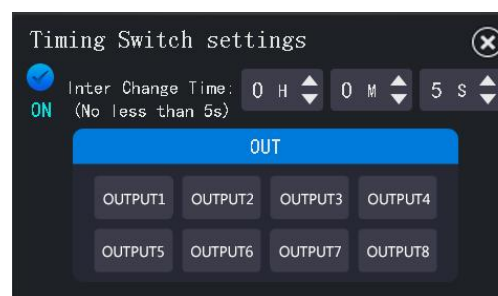 Timing Switch settings
Inter Change Time: 0 H 0 M 5 S
ON (No less than 5s)
OUT
OUTPUT1 OUTPUT2 OUTPUT3 OUTPUT4
OUTPUT5 OUTPUT6 OUTPUT7 OUTPUT8